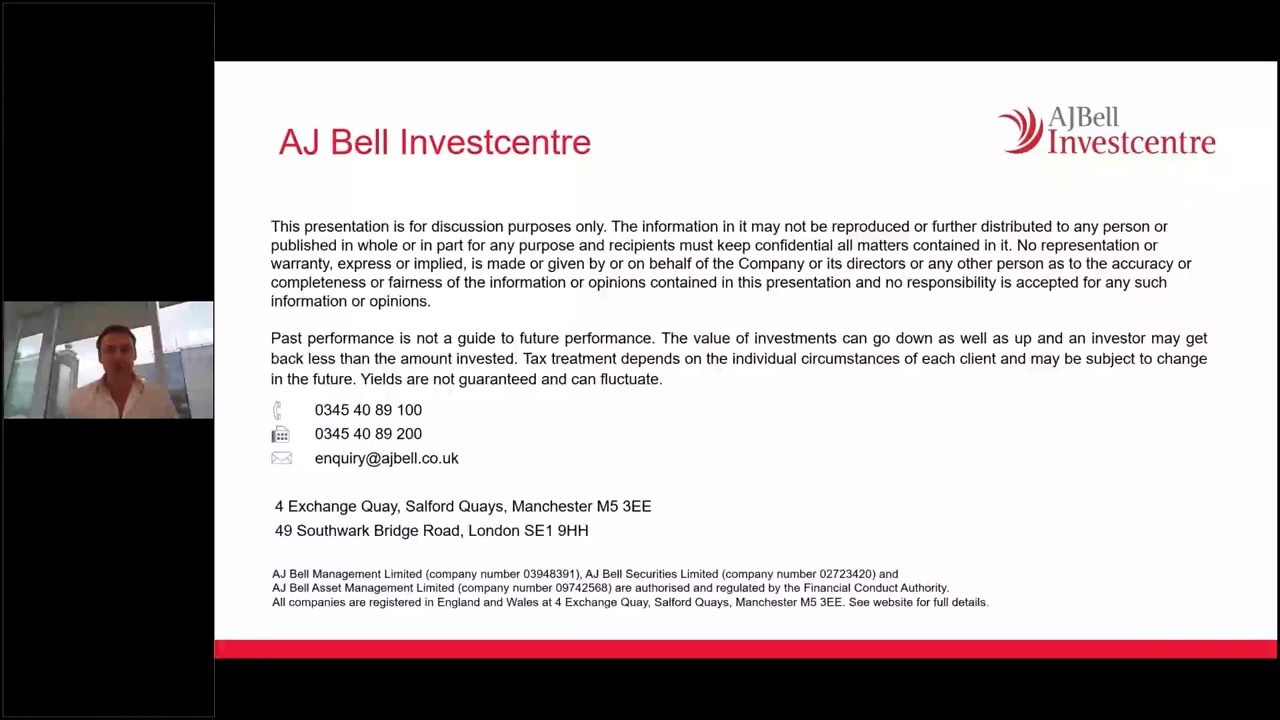 AJ Bell Investcentre
AJBell
Investcentre
This presentation is for discussion purposes only. The information in it may not be reproduced or further distributed to any person or
published in whole or in part for any purpose and recipients must keep confidential all matters contained in it. No representation or
warranty, express or implied, is made or given by or on behalf of the Company or its directors or any other person as to the accuracy or
completeness or fairness of the information or opinions contained in this presentation and no responsibility is accepted for any such
information or opinions.
Past performance is not a guide to future performance. The value of investments can go down as well as up and an investor may get
back less than the amount invested. Tax treatment depends on the individual circumstances of each client and may be subject to change
in the future. Yields are not guaranteed and can fluctuate.
0345 40 89 100
0345 40 89 200
enquiry@ajbell.co.uk
4 Exchange Quay, Salford Quays, Manchester M5 3EE
49 Southwark Bridge Road, London SE1 9HH
AJ Bell Management Limited (company number 03948391), AJ Bell Securities Limited (company number 02723420) and
AJ Bell Asset Management Limited (company number 09742568) are authorised and regulated by the Financial Conduct Authority.
All companies are registered in England and Wales at 4 Exchange Quay, Salford Quays, Manchester M5 3EE. See website for full details.